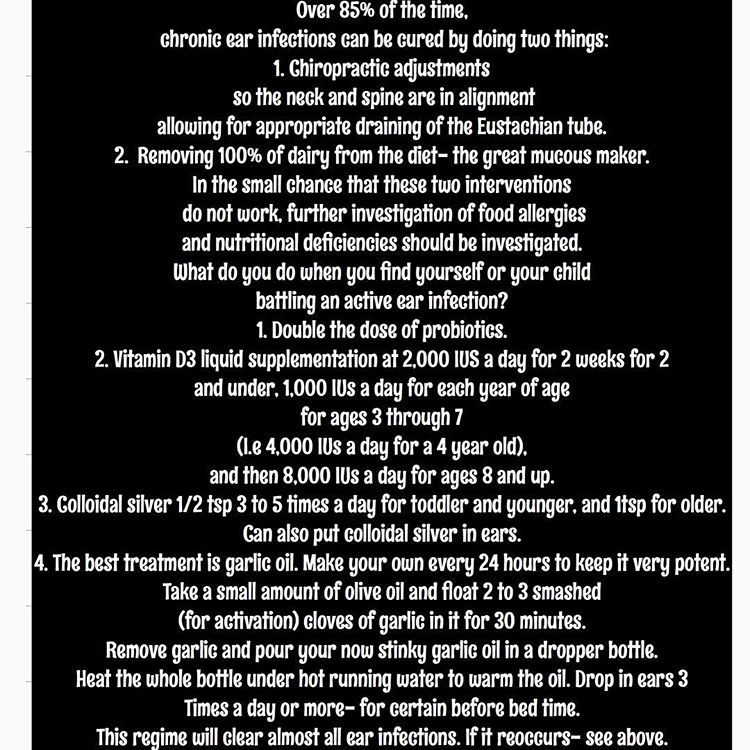 Over 85% of the time,
chronic ear infections can be cured by doing two things:
1. Chiropractic adjustments
so the neck and spine are in alignment
allowing for appropriate draining of the Eustachian tube.
2. Removing 100% of dairy from the diet– the great mucous maker.
In the small chance that these two interventions
do not work, further investigation of food allergies
and nutritional deficiencies should be investigated.
What do you do when you find yourself or your child
battling an active ear infection?
1. Double the dose of probiotics.
2. Vitamin D3 liquid supplementation at 2,000 IUS a day for 2 weeks for 2
and under, 1,000 IUs a day for each year of age
for ages 3 through 7
(I.e 4,000 IUs a day for a 4 year old),
and then 8,000 IUs a day for ages 8 and up.
3. Colloidal silver 1/2 tsp 3 to 5 times a day for toddler and younger, and 1tsp for older.
Can also put colloidal silver in ears.
4. The best treatment is garlic oil. Make your own every 24 hours to keep it very potent.
Take a small amount of olive oil and float 2 to 3 smashed
(for activation) cloves of garlic in it for 30 minutes.
Remove garlic and pour your now stinky garlic oil in a dropper bottle.
Heat the whole bottle under hot running water to warm the oil. Drop in ears 3
Times a day or more– for certain before bed time.
This regime will clear almost all ear infections. If it reoccurs– see above.